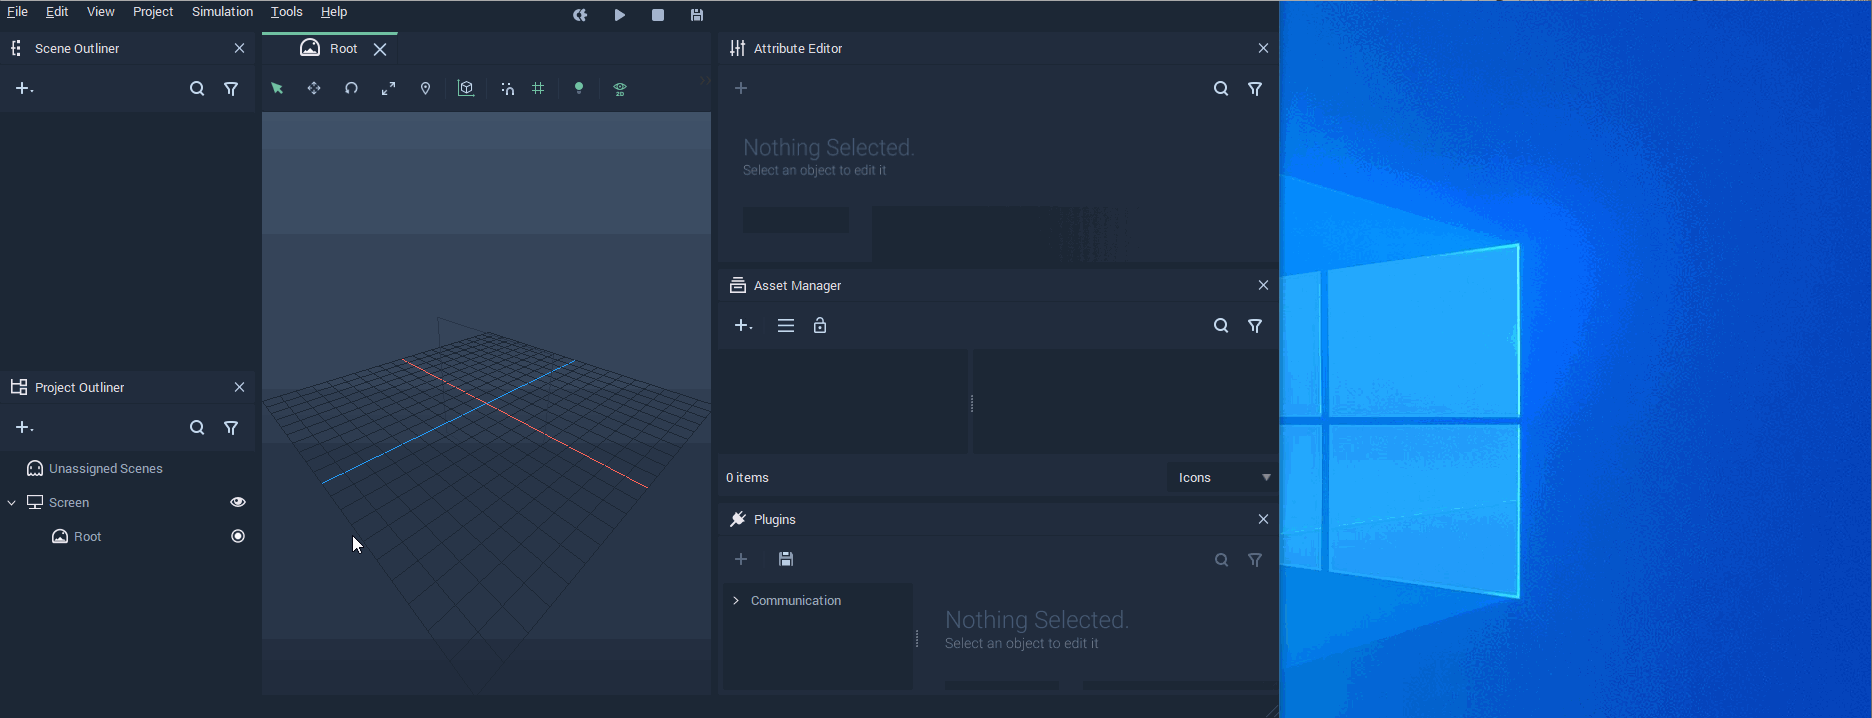 File Edit View Project Simulation Tools Help
Scene Outliner
Root
Attribute Editor
2D
Nothing Selected.
Select an object to edit it
Asset Manager
Project Outliner
Unassigned Scenes
Screen
Root
0 items
Icons
Plugins
Communication
Nothing Selected.
Select an object to edit it